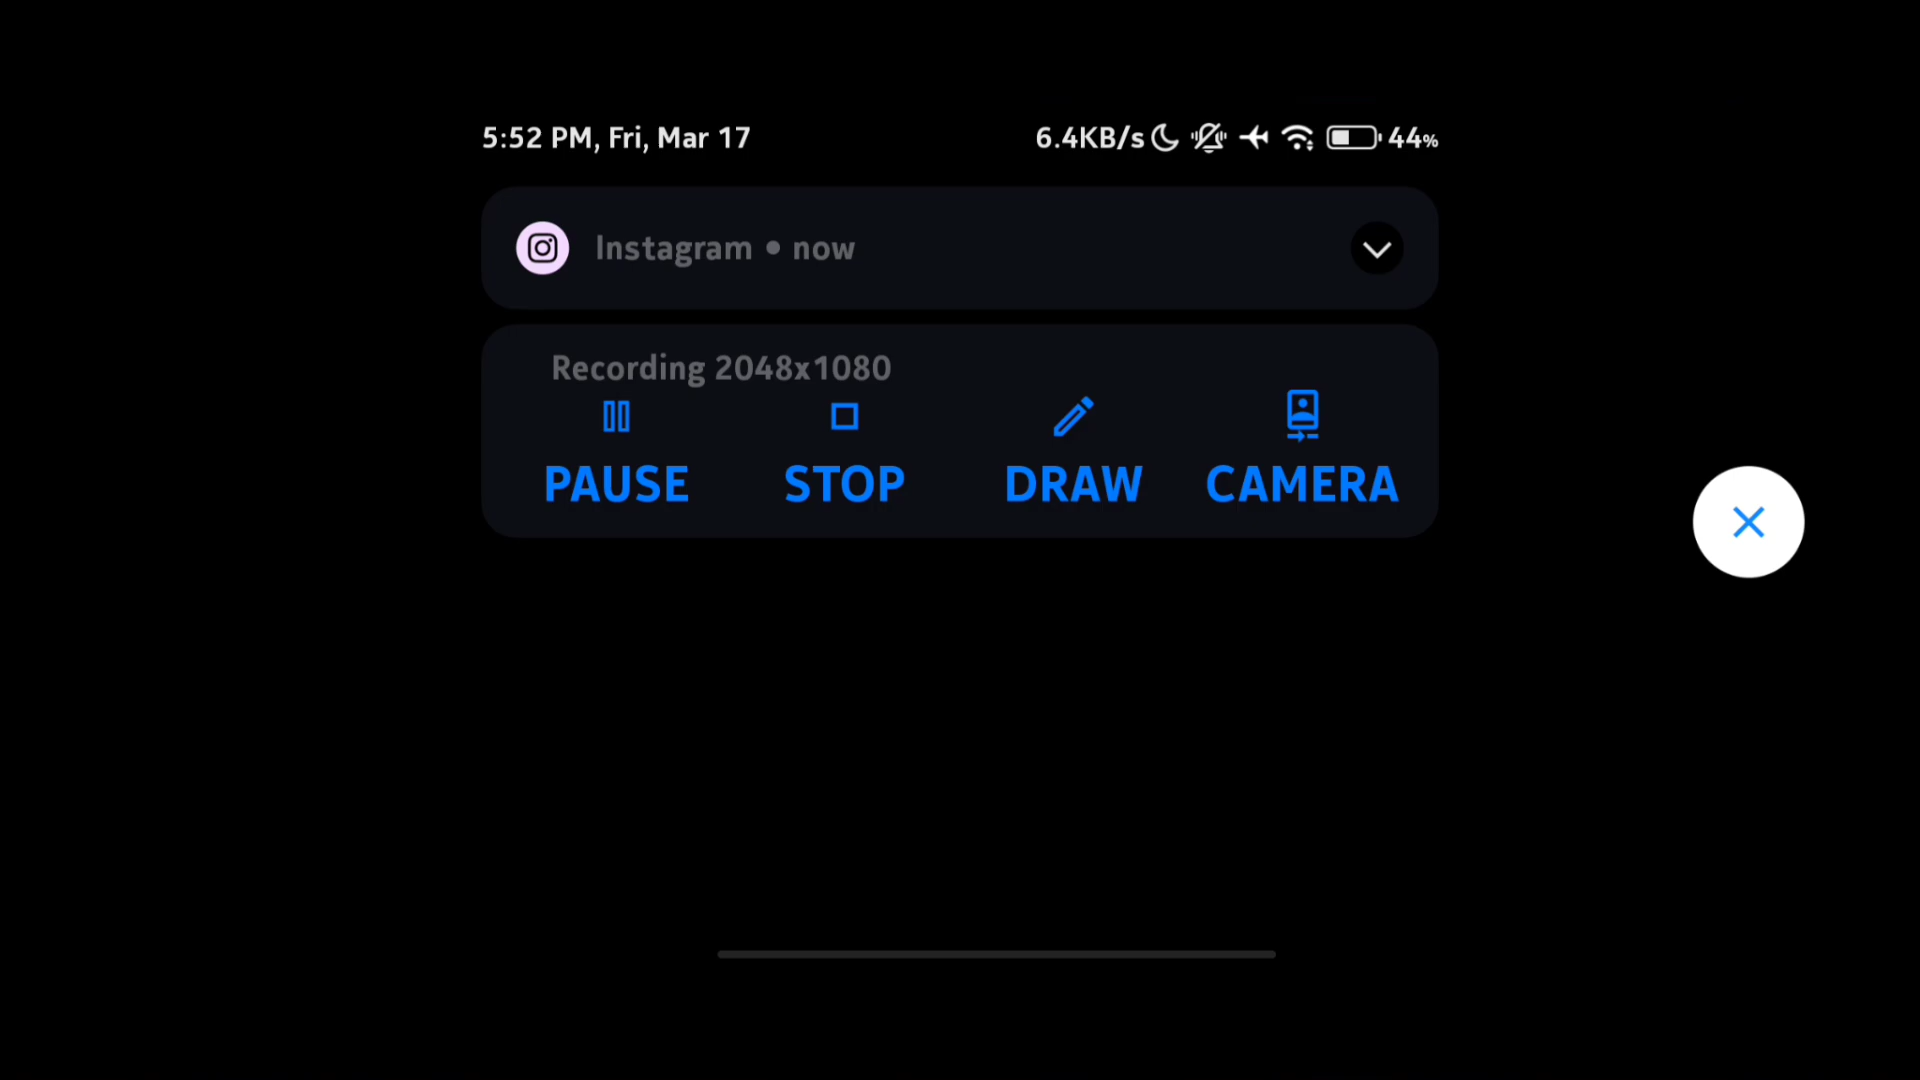 5:52 PM, Fri, Mar 17 6.4KB/s 44%
Instagram • now
Recording 2048x1080
PAUSE STOP DRAW CAMERA